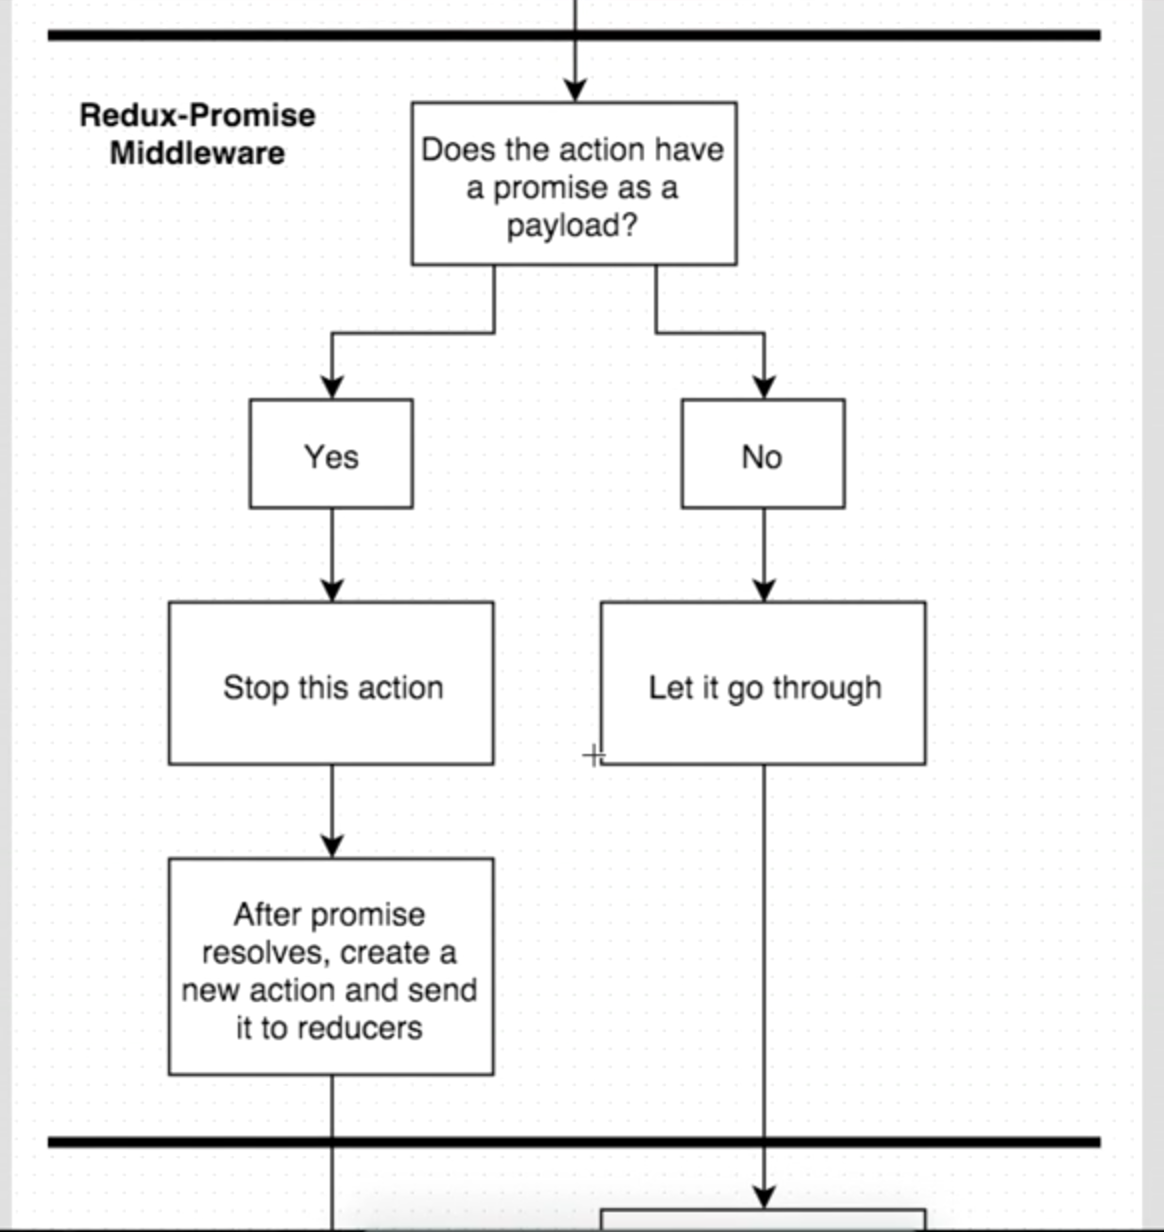 Redux-Promise
Middleware
Does the action have
a promise as a
payload?
Yes
No
Stop this action
Let it go through
After promise
resolves, create a
new action and send
it to reducers